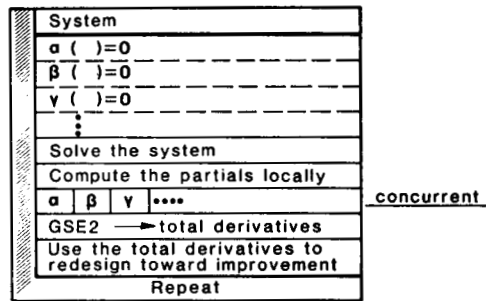 System
α ( )=0
β ( )=0
γ ( )=0
Solve the system
Compute the partials locally
α β γ ••••
concurrent
GSE2 → total derivatives
Use the total derivatives to
redesign toward improvement
Repeat